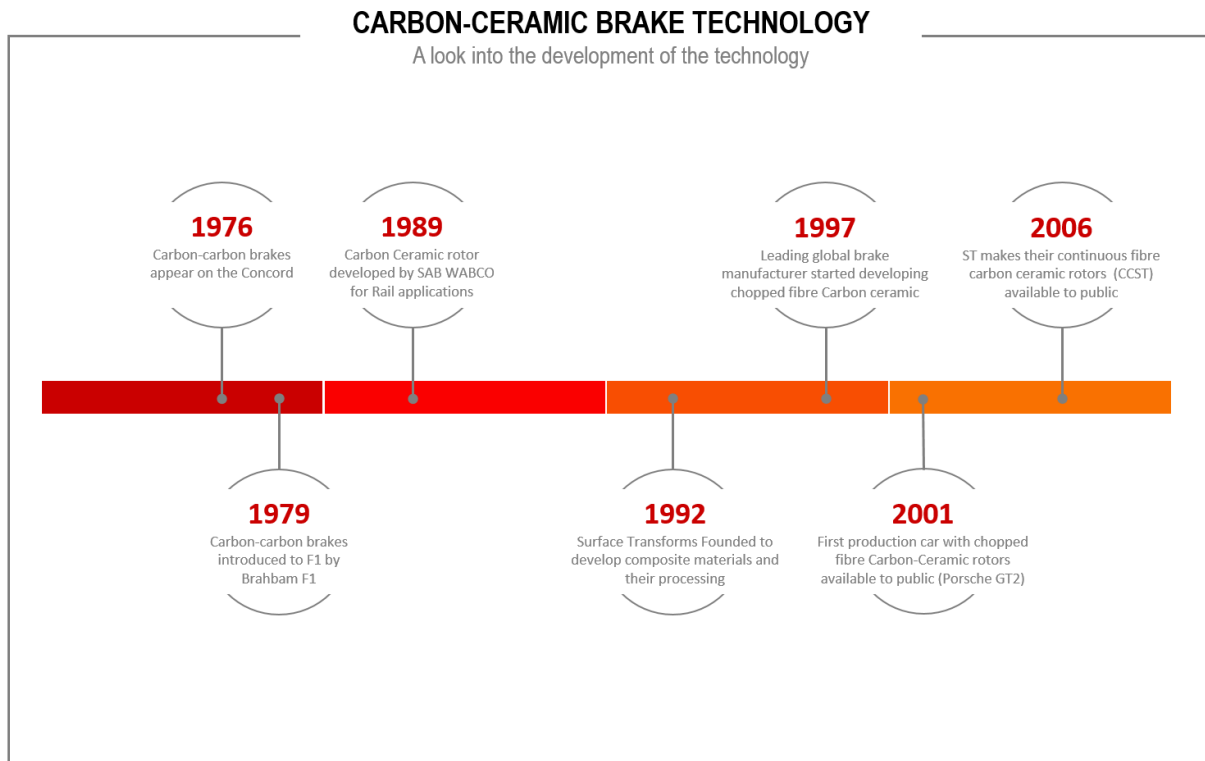 CARBON-CERAMIC BRAKE TECHNOLOGY
A look into the development of the technology
1976
Carbon-carbon brakes
appear on the Concord
1989
Carbon Ceramic rotor
developed by SAB WABCO
for Rail applications
1997
Leading global brake
manufacturer started developing
chopped fibre Carbon ceramic
2006
ST makes their continuous fibre
carbon ceramic rotors (CCST)
available to public
1979
Carbon-carbon brakes
introduced to F1 by
Brahbam F1
1992
Surface Transforms Founded to
develop composite materials and
their processing
2001
First production car with chopped
fibre Carbon-Ceramic rotors
available to public (Porsche GT2)